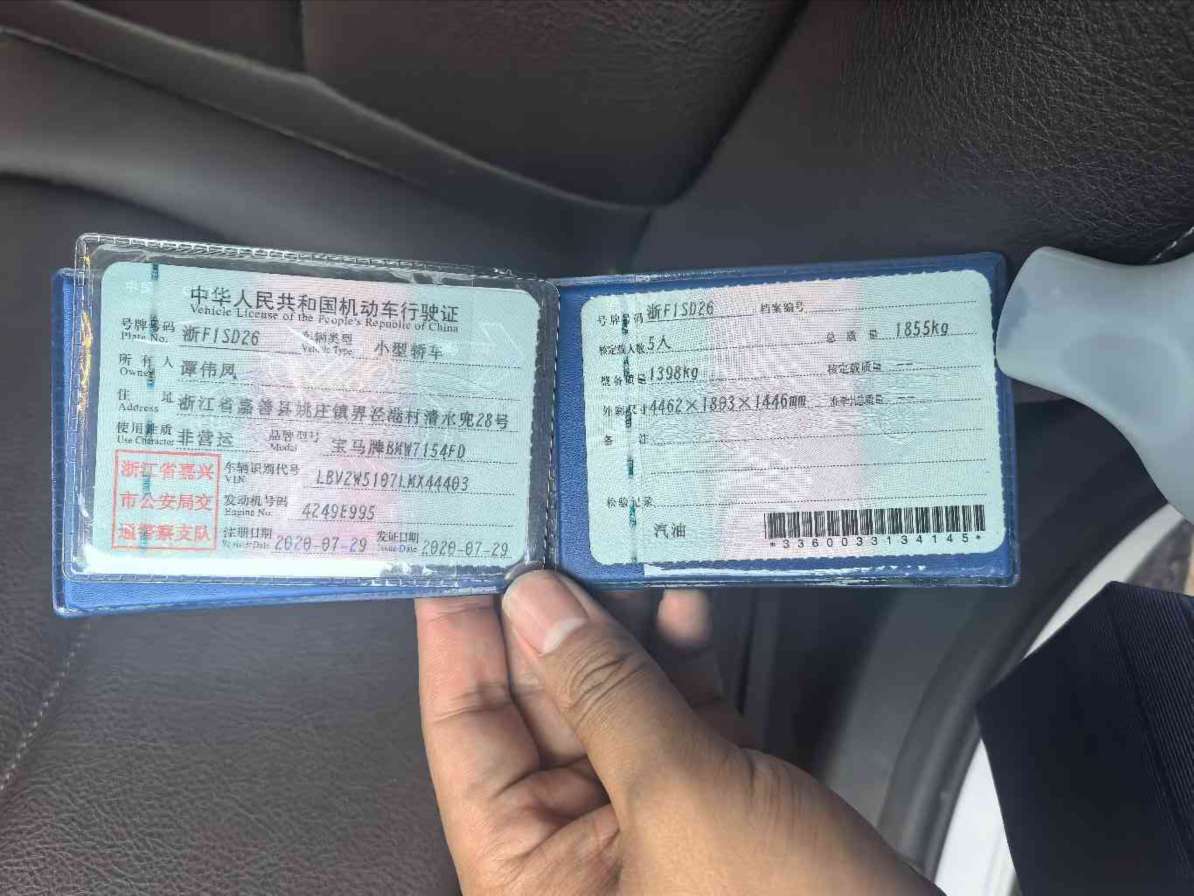 中华人民共和国机动车行驶证
Vehicle License of the People's Republic of China
号牌号码 浙F1SD26 车辆类型 小型轿车
Plate No. Vehicle Type
所有人 谭伟凤
Owner
住址 浙江省嘉善县姚庄镇界泾港村清水兜28号
Address
使用性质 非营运 品牌型号 宝马牌BMW7154FD
Use Character Model
浙江省嘉兴
市公安局交
通警察支队
车辆识别代号
VIN LBVZW5107LMX44403
发动机号码
Engine No. 4249E995
注册日期 2020-07-29 发证日期 2020-07-29
Register Date Issue Date
号牌号码 浙F1SD26 档案编号
核定载人数 5人 总质量 1855kg
整备质量 1398kg 核定载质量 --
外廓尺寸 4462×1803×1446mm 准牵引总质量 --
备注
检验记录
汽油
*3360033134145*